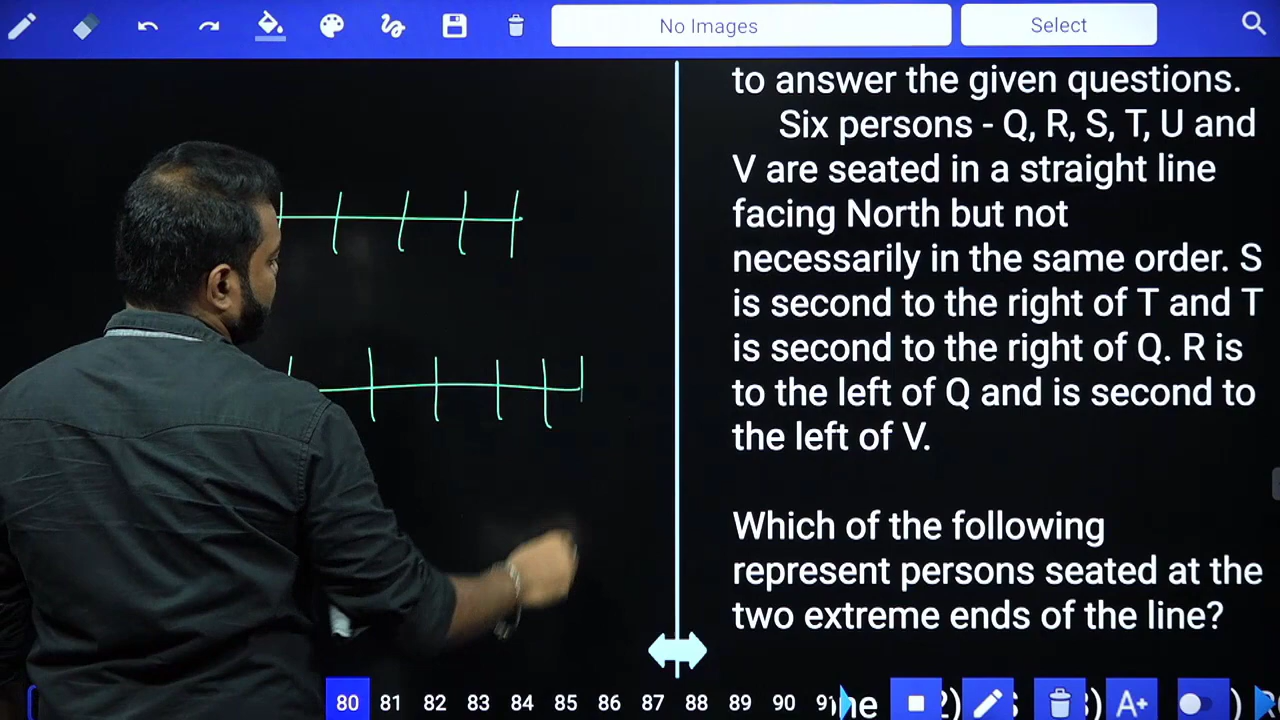 No Images
Select
to answer the given questions.
Six persons - Q, R, S, T, U and
V are seated in a straight line
facing North but not
necessarily in the same order. S
is second to the right of T and T
is second to the right of Q. R is
to the left of Q and is second to
the left of V.
Which of the following
represent persons seated at the
two extreme ends of the line?
80 81 82 83 84 85 86 87 88 89 90
A+